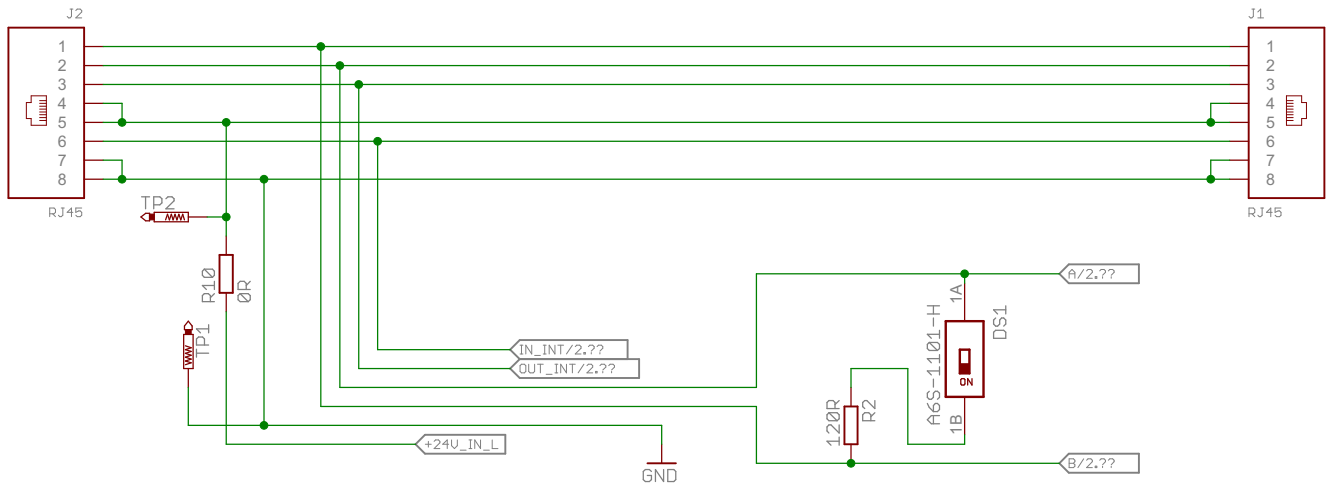 J2
J1
1
2
3
4
5
6
7
8
RJ45
1
2
3
4
5
6
7
8
RJ45
TP2
R10
0R
TP1
IN_INT/2.??
OUT_INT/2.??
+24V_IN_L
GND
A/2.??
1A
DS1
A6S-1101-H
ON
1B
120R
R2
B/2.??